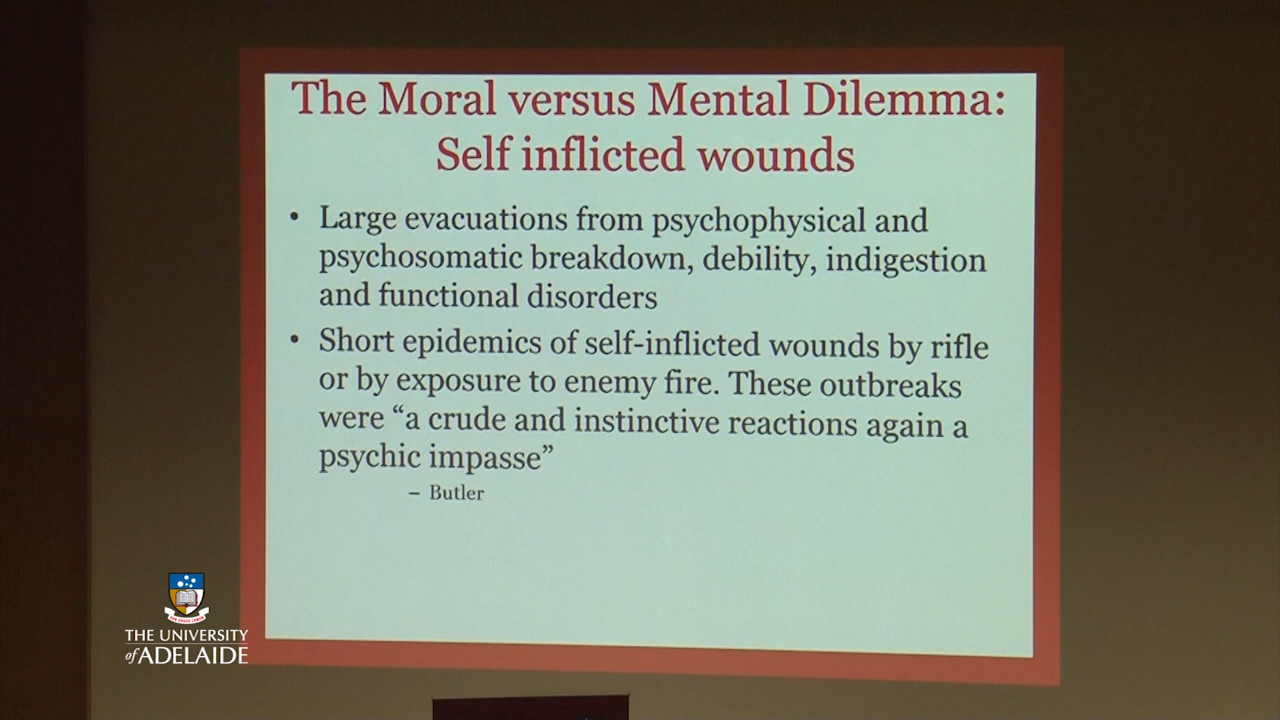 The Moral versus Mental Dilemma:
Self inflicted wounds
• Large evacuations from psychophysical and
psychosomatic breakdown, debility, indigestion
and functional disorders
• Short epidemics of self-inflicted wounds by rifle
or by exposure to enemy fire. These outbreaks
were “a crude and instinctive reactions again a
psychic impasse”
– Butler
THE UNIVERSITY
of ADELAIDE